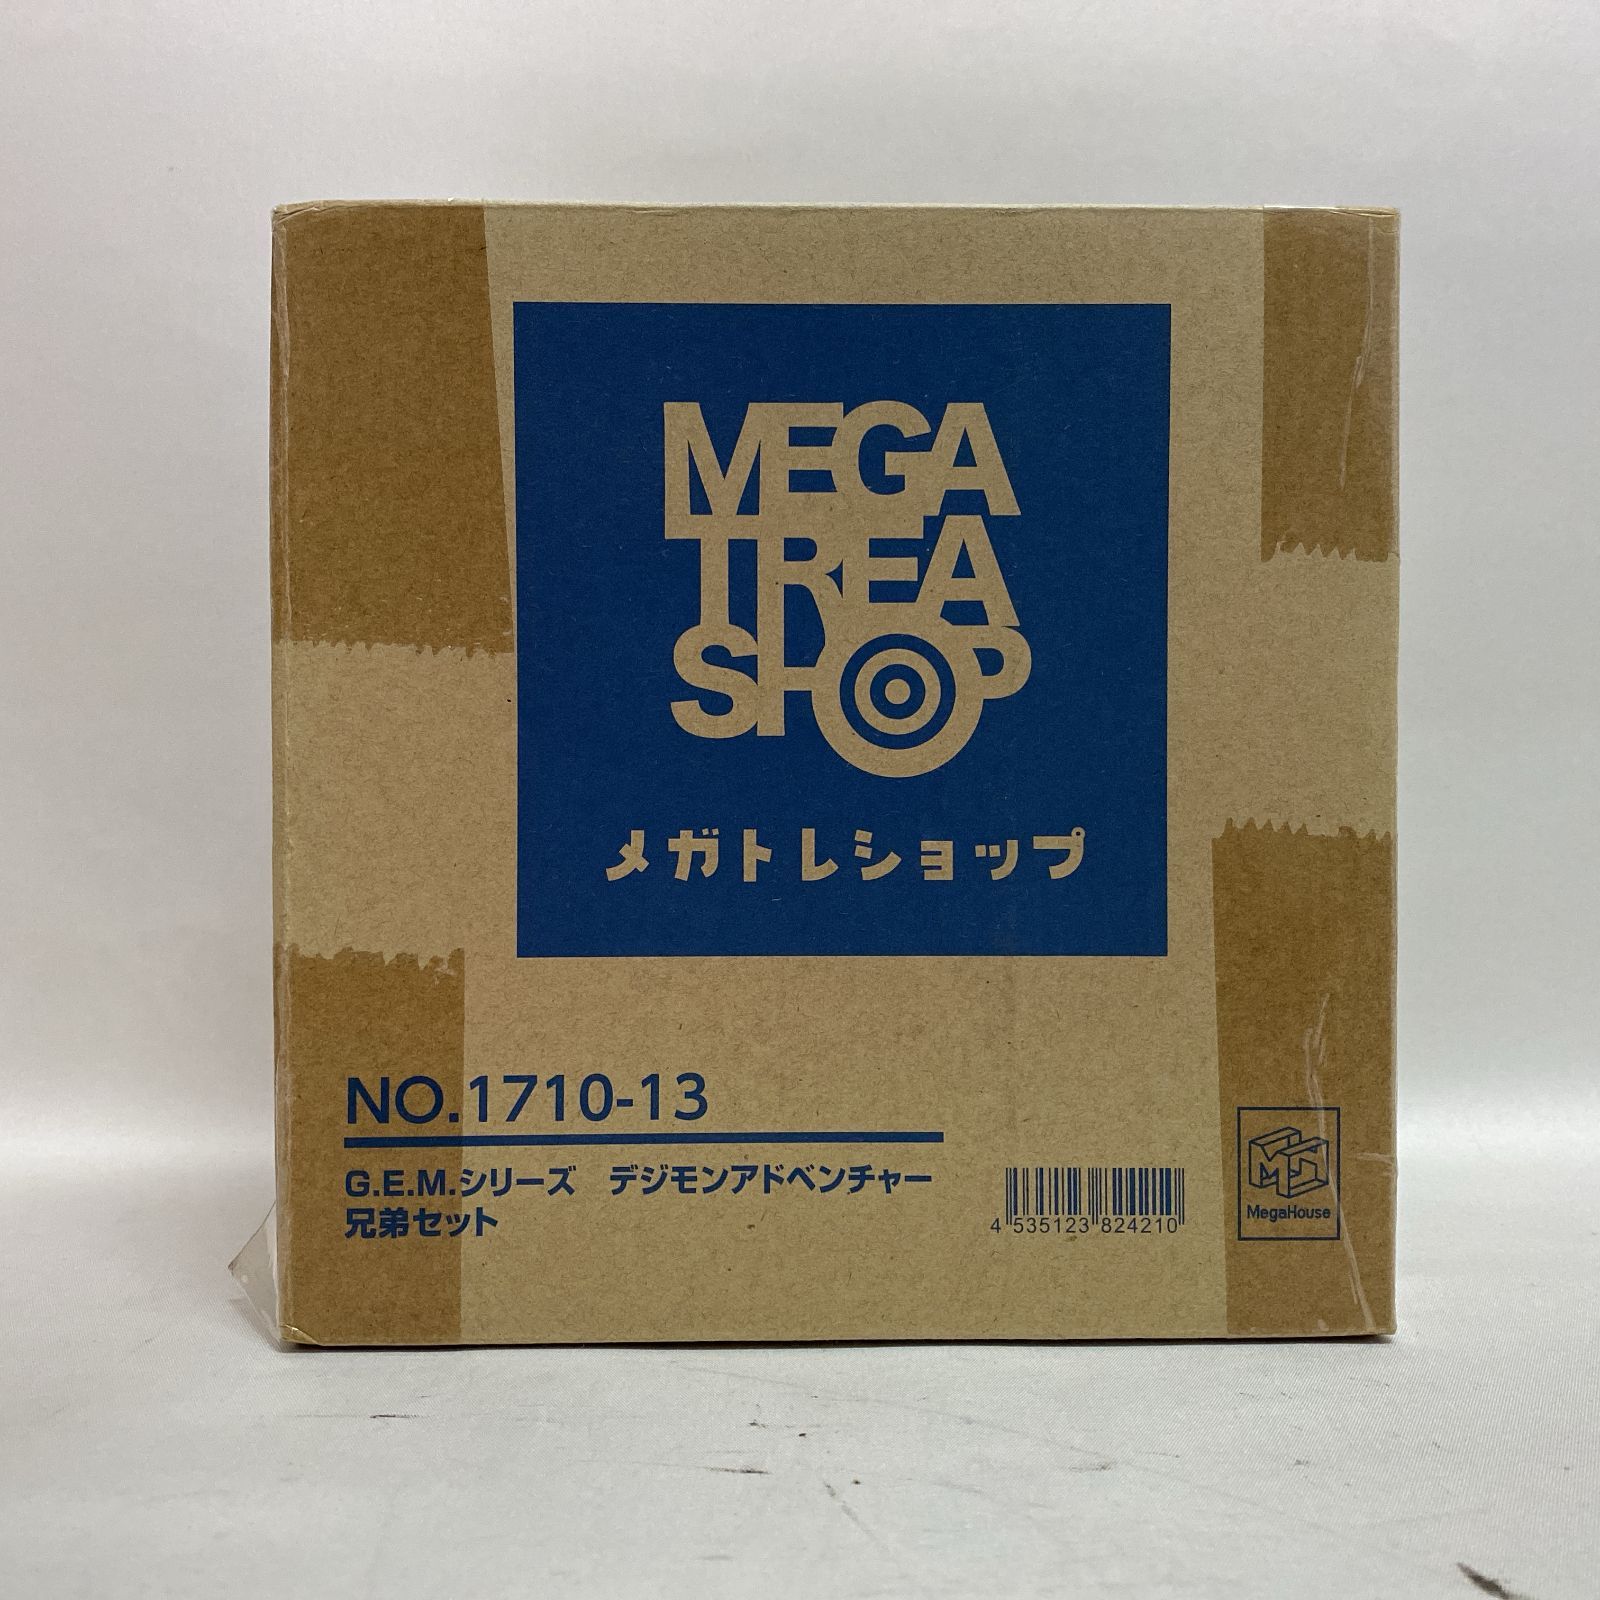 MEGA
TREA
SHOP
メガトレショップ
NO.1710-13
G.E.M.シリーズ　デジモンアドベンチャー
兄弟セット
4 535123 824210
MegaHouse